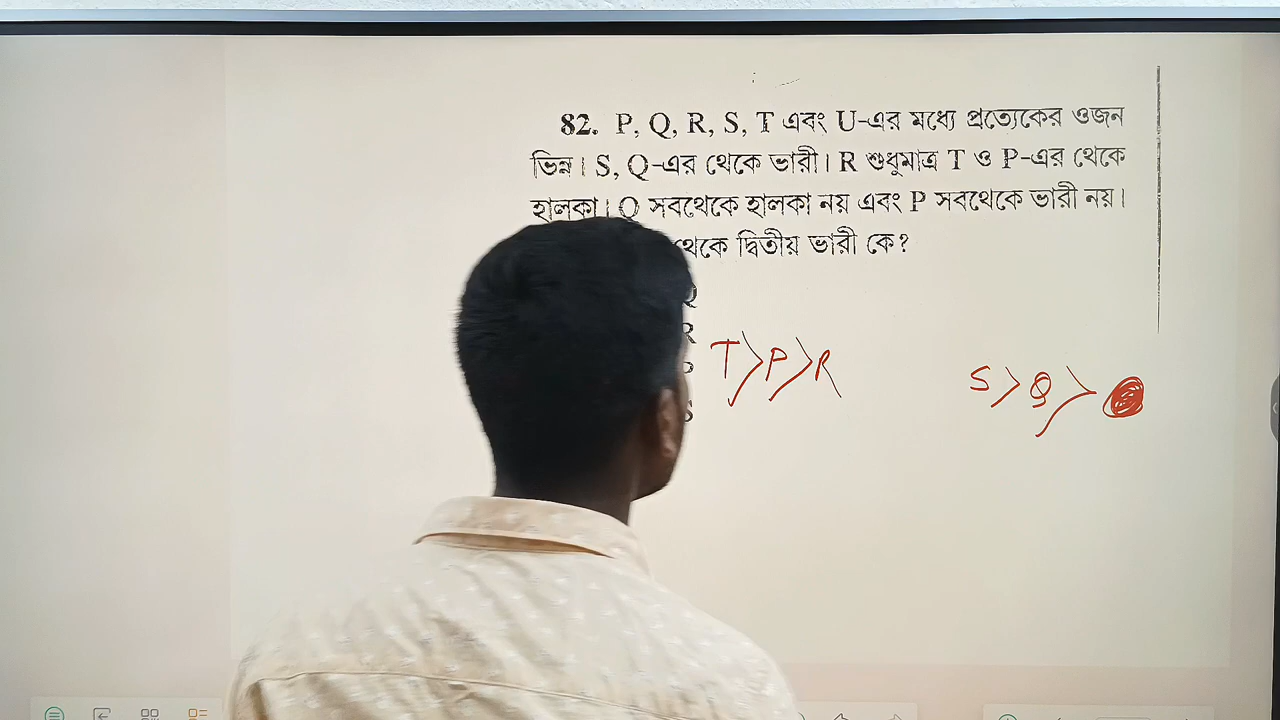 82. P, Q, R, S, T এবং U-এর মধ্যে প্রত্যেকের ওজন
ভিন্ন। S, Q-এর থেকে ভারী। R শুধুমাত্র T ও P-এর থেকে
হালকা। Q সবথেকে হালকা নয় এবং P সবথেকে ভারী নয়।
থেকে দ্বিতীয় ভারী কে?
Q
R
S
T > P > R
S > Q >